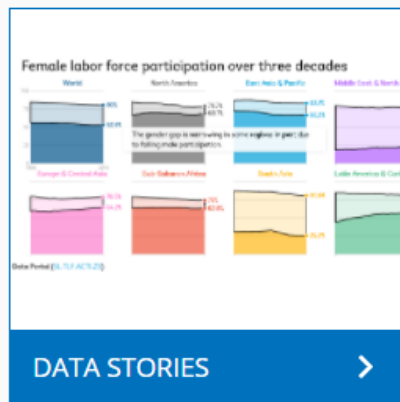 Female labor force participation over three decades
World North America East Asia & Pacific Middle East & North
The gender gap is narrowing in some regions in part due
to falling male participation.
Europe & Central Asia Sub-Saharan Africa South Asia Latin America & Cari
Data Portal
DATA STORIES